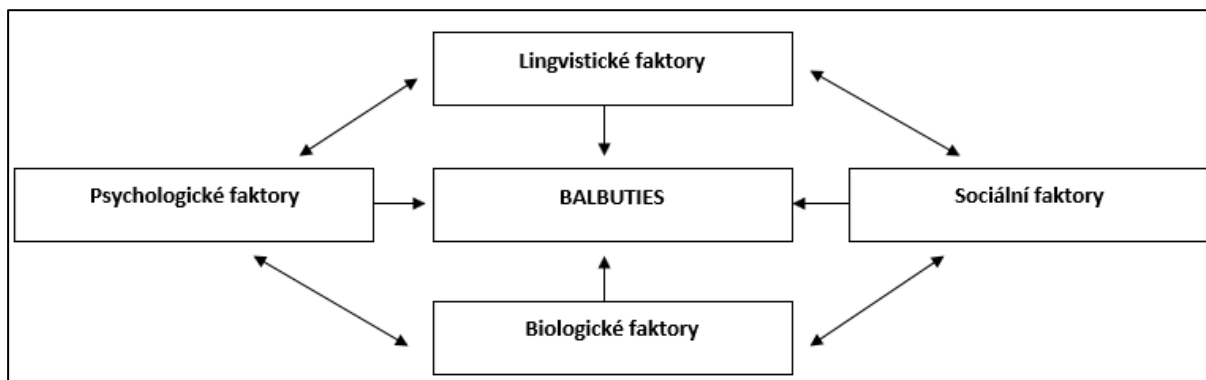 Lingvistické faktory
Psychologické faktory
BALBUTIES
Sociální faktory
Biologické faktory